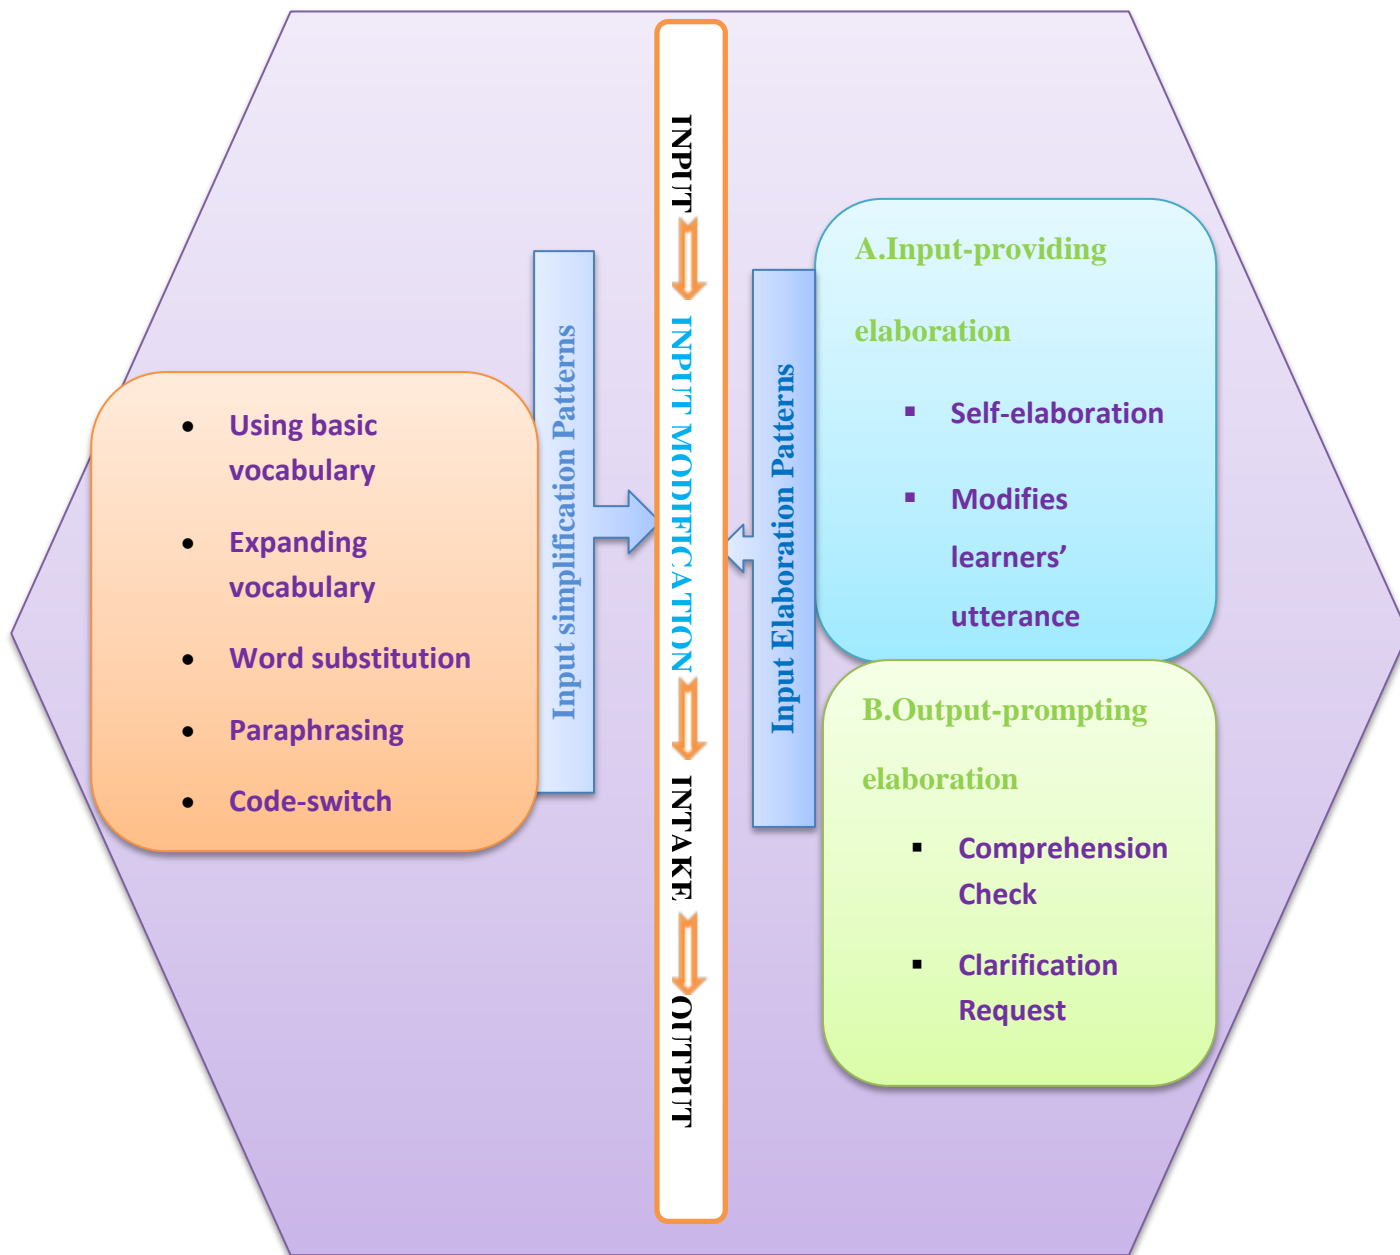 INPUT
INPUT MODIFICATION
INTAKE
OUTPUT
Input simplification Patterns
• Using basic
vocabulary
• Expanding
vocabulary
• Word substitution
• Paraphrasing
• Code-switch
Input Elaboration Patterns
A.Input-providing
elaboration
▪ Self-elaboration
▪ Modifies
learners’
utterance
B.Output-prompting
elaboration
▪ Comprehension
Check
▪ Clarification
Request